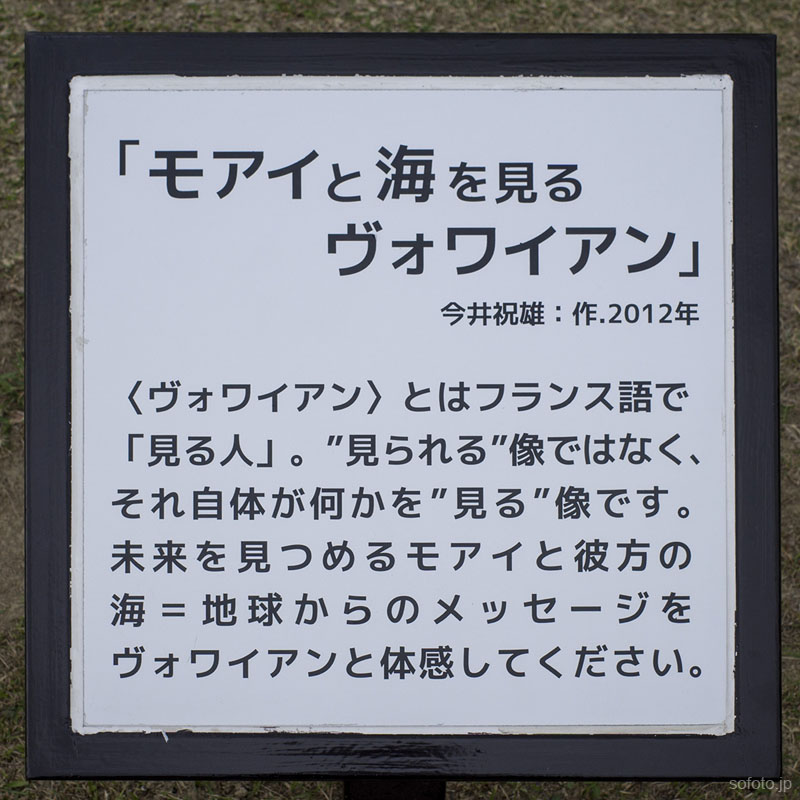 「モアイと海を見る
ヴォワイアン」
今井祝雄：作.2012年
〈ヴォワイアン〉とはフランス語で
「見る人」。”見られる”像ではなく、
それ自体が何かを”見る”像です。
未来を見つめるモアイと彼方の
海＝地球からのメッセージを
ヴォワイアンと体感してください。
sofoto.jp